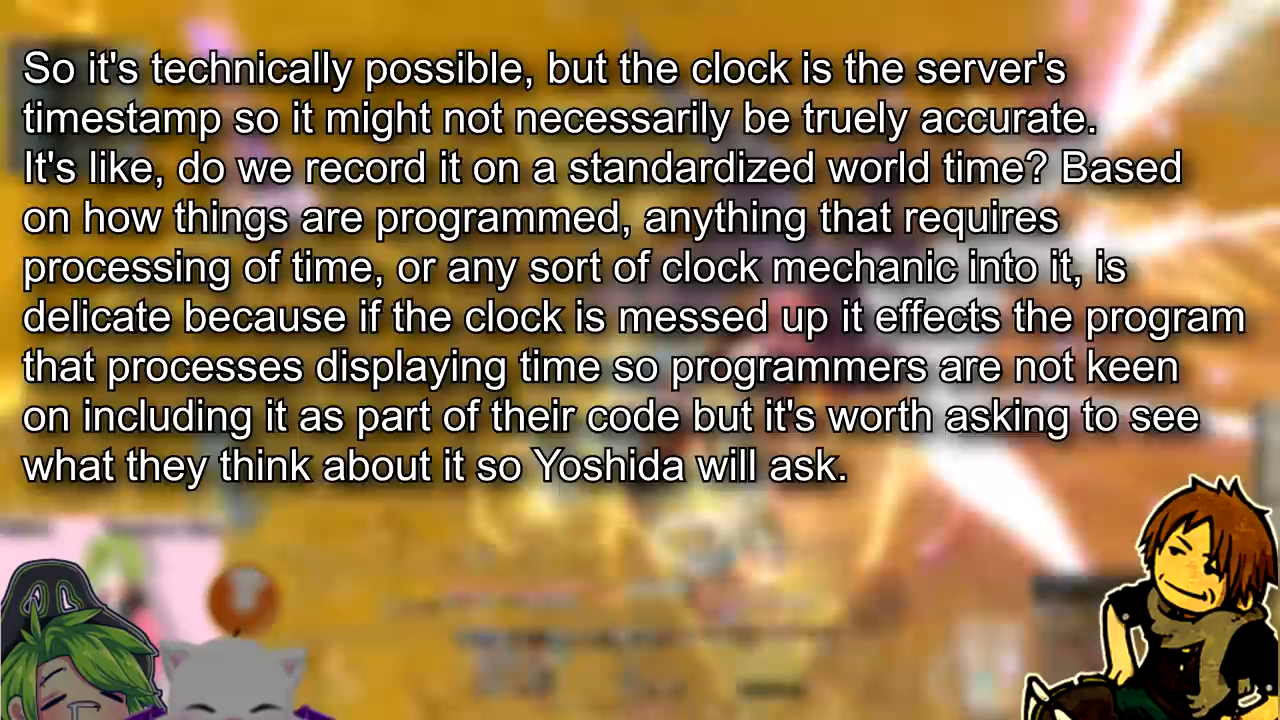 So it's technically possible, but the clock is the server's
timestamp so it might not necessarily be truely accurate.
It's like, do we record it on a standardized world time? Based
on how things are programmed, anything that requires
processing of time, or any sort of clock mechanic into it, is
delicate because if the clock is messed up it effects the program
that processes displaying time so programmers are not keen
on including it as part of their code but it's worth asking to see
what they think about it so Yoshida will ask.